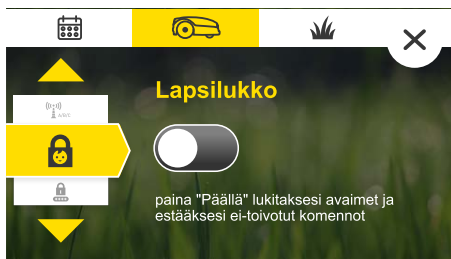 Lapsilukko
A/B/C
paina "Päällä" lukitaksesi avaimet ja
estääksesi ei-toivotut komennot